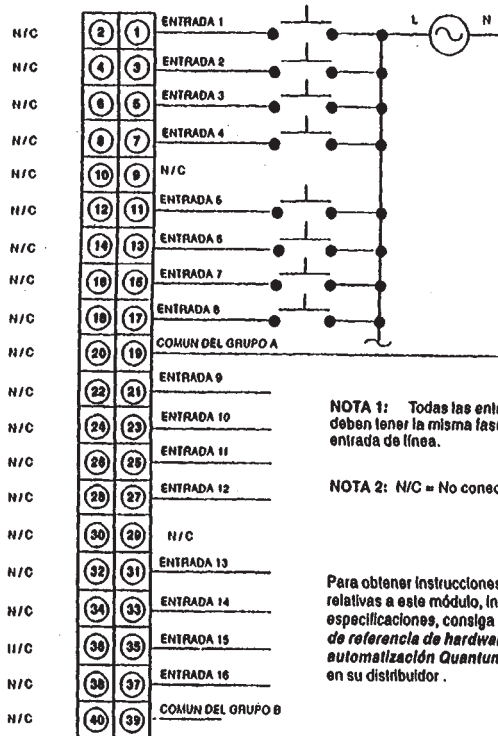 L N
N/C 2 1 ENTRADA 1
N/C 4 3 ENTRADA 2
N/C 6 5 ENTRADA 3
N/C 8 7 ENTRADA 4
N/C 10 9 N/C
N/C 12 11 ENTRADA 5
N/C 14 13 ENTRADA 6
N/C 16 15 ENTRADA 7
N/C 18 17 ENTRADA 8
N/C 20 19 COMUN DEL GRUPO A
N/C 22 21 ENTRADA 9
N/C 24 23 ENTRADA 10
N/C 26 25 ENTRADA 11
N/C 28 27 ENTRADA 12
N/C 30 29 N/C
N/C 32 31 ENTRADA 13
N/C 34 33 ENTRADA 14
N/C 36 35 ENTRADA 15
N/C 38 37 ENTRADA 16
N/C 40 39 COMUN DEL GRUPO B
NOTA 1: Todas las entr
deben tener la misma fas
entrada de línea.
NOTA 2: N/C = No conec
Para obtener instrucciones
relativas a este módulo, in
especificaciones, consiga
de referencia de hardwa
automatización Quantum
en su distribuidor .